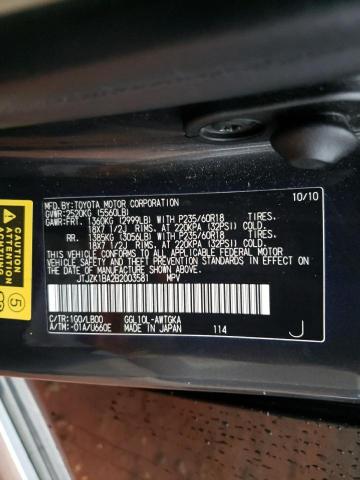 MFD. BY: TOYOTA MOTOR CORPORATION 10/10
GVWR: 2520KG (5560LB)
GAWR: FRT. 1360KG (2999LB) WITH P235/60R18 TIRES.
18X7 1/2J RIMS. AT 220KPA (32PSI) COLD.
RR. 1385KG (3056LB) WITH P235/60R18 TIRES.
18X7 1/2J RIMS. AT 220KPA (32PSI) COLD.
THIS VEHICLE CONFORMS TO ALL APPLICABLE FEDERAL MOTOR
VEHICLE SAFETY, BUMPER, AND THEFT PREVENTION STANDARDS IN
EFFECT ON THE DATE OF MANUFACTURE SHOWN ABOVE.
JTJZK1BA2B2003581 MPV
C/TR: 1G0/LB00 GGL10L-AWTGKA
A/TM: -01A/U660E MADE IN JAPAN 114 J
5
ATTENTION